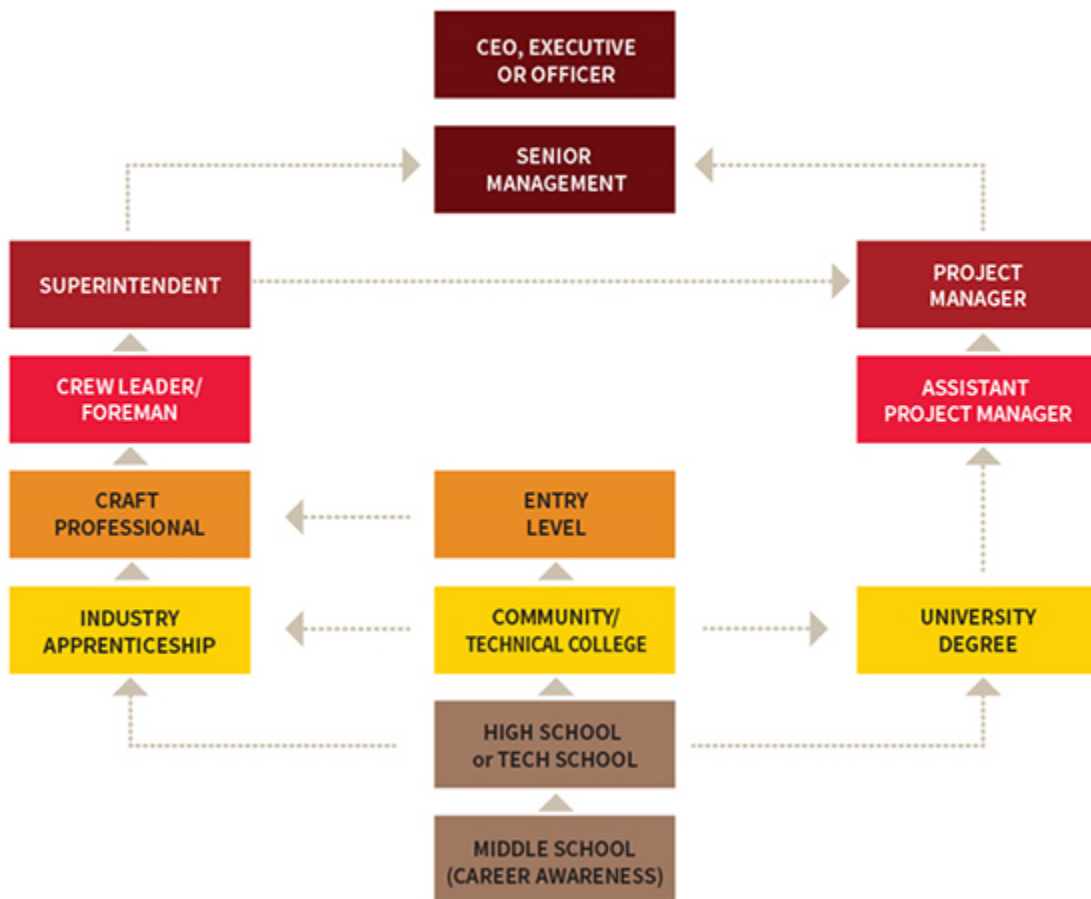 CEO, EXECUTIVE
OR OFFICER
SENIOR
MANAGEMENT
SUPERINTENDENT
PROJECT
MANAGER
CREW LEADER/
FOREMAN
ASSISTANT
PROJECT MANAGER
CRAFT
PROFESSIONAL
ENTRY
LEVEL
INDUSTRY
APPRENTICESHIP
COMMUNITY/
TECHNICAL COLLEGE
UNIVERSITY
DEGREE
HIGH SCHOOL
or TECH SCHOOL
MIDDLE SCHOOL
(CAREER AWARENESS)